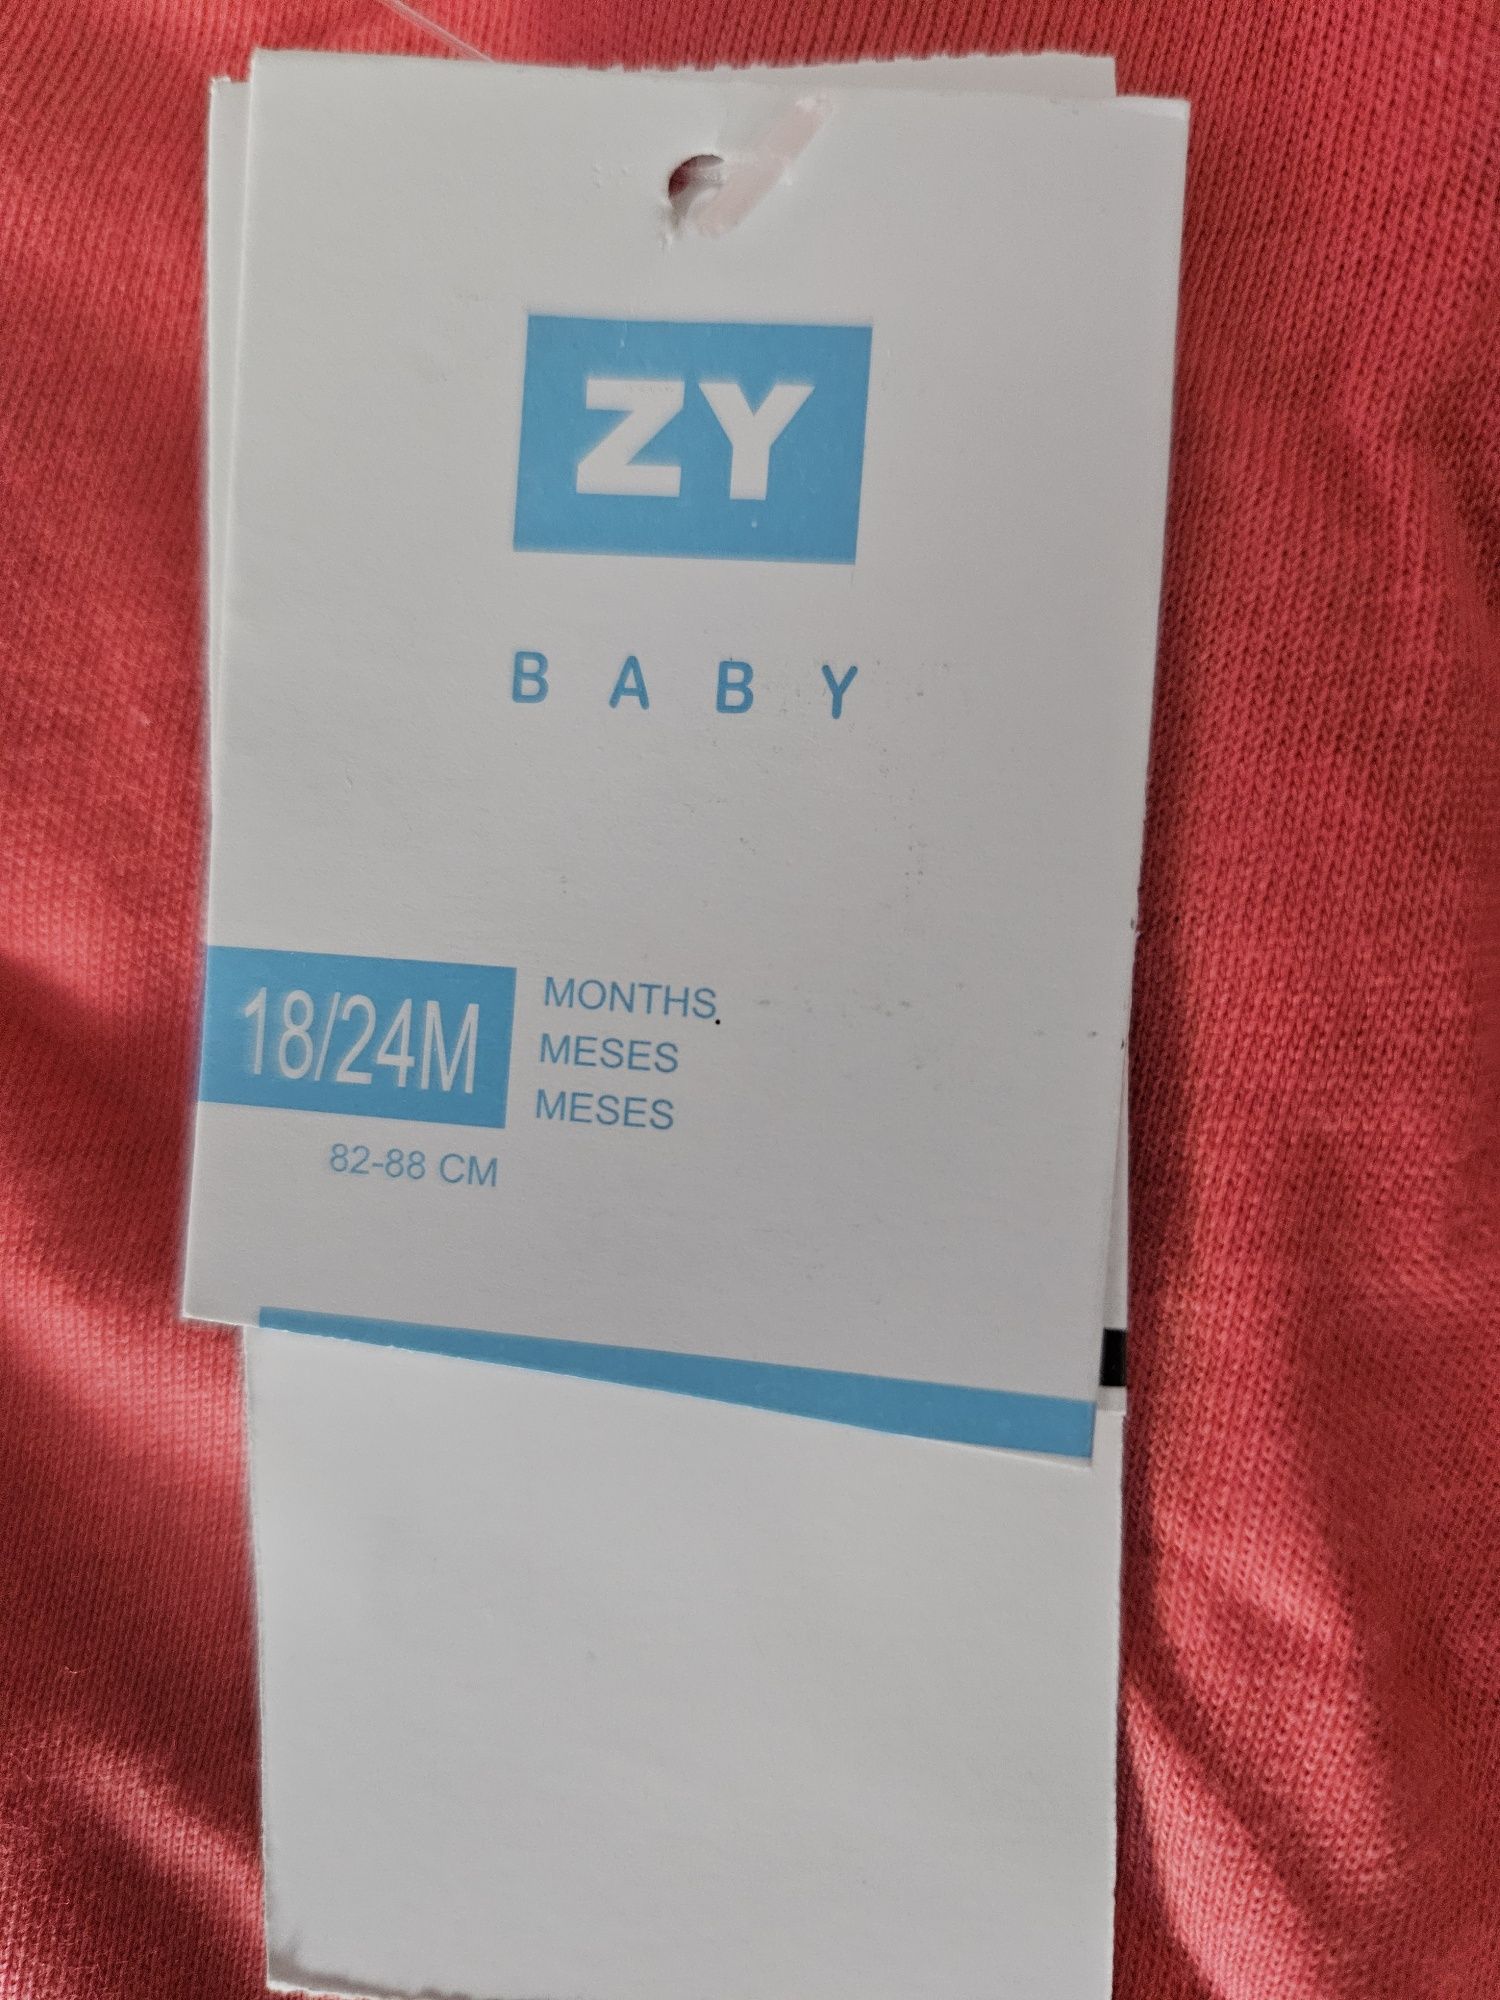 ZY
BABY
18/24M
MONTHS
MESES
MESES
82-88 CM